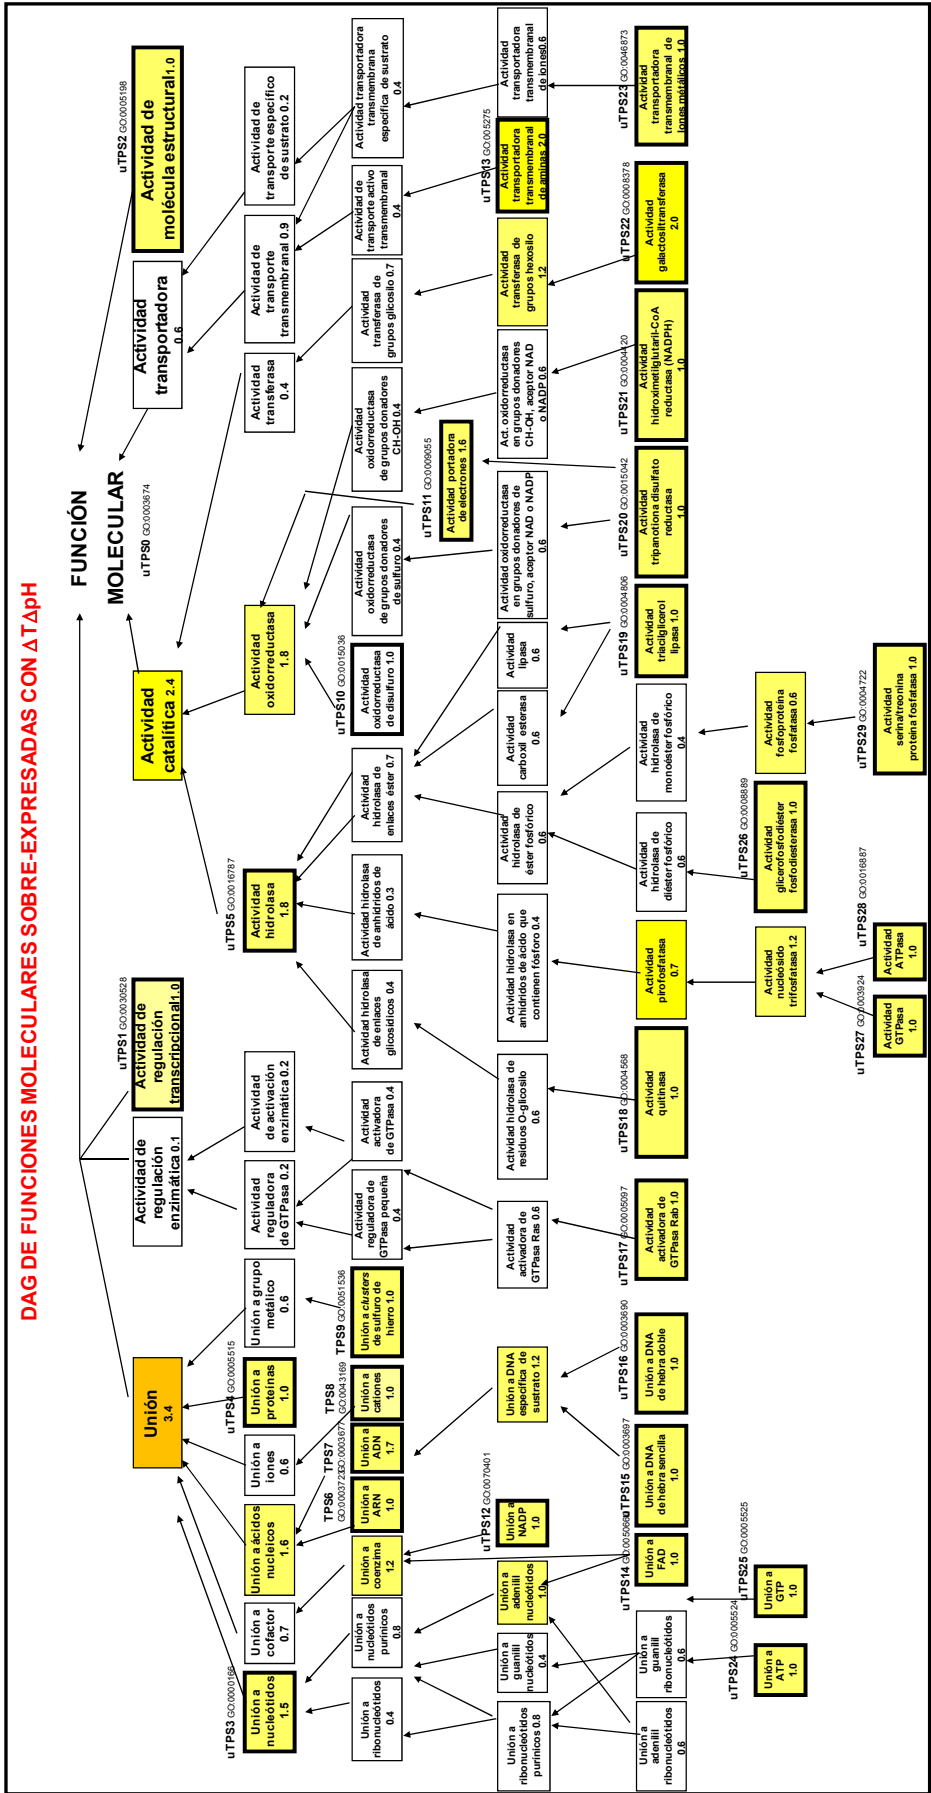 DAG DE FUNCIONES MOLECULARES SOBRE-EXPRESADAS CON Δ TΔpH
FUNCIÓN
MOLECULAR
uTPS0 GO:0003674
Unión
3.4
Actividad de
regulación
enzimática 0.1
uTPS1 GO:0030528
Actividad de
regulación
transcripcional1.0
Actividad
catalítica 2.4
Actividad
transportadora
0.6
uTPS2 GO:0005198
Actividad de
molécula estructural1.0
uTPS3 GO:0000166
Unión a
nucleótidos
1.5
Unión a
cofactor
0.7
Unión a ácidos
nucleicos
1.6
Unión a
iones
0.6
uTPS4 GO:0005515
Unión a
proteínas
1.0
Unión a grupo
metálico
0.6
Actividad
reguladora
de GTPasa 0.2
Actividad
de activación
enzimática 0.2
uTPS5 GO:0016787
Actividad
hidrolasa
1.8
Actividad
oxidorreductasa
1.8
Actividad
transferasa
0.4
Actividad de
transporte
transmembranal 0.9
Actividad de
transporte específico
de sustrato 0.2
Unión a
ribonucleótidos
0.4
Unión a
nucleótidos
purínicos
0.8
Unión a
coenzima
1.2
TPS6
GO:0003723
Unión a
ARN
1.0
TPS7
GO:0003677
Unión a
ADN
1.7
TPS8
GO:0043169
Unión a
cationes
1.0
TPS9 GO:0051536
Unión a clusters
de sulfuro de
hierro 1.0
Actividad
reguladora de
GTPasa pequeña
0.4
Actividad
activadora
de GTPasa 0.4
Actividad hidrolasa
de enlaces
glicosídicos 0.4
Actividad hidrolasa
de anhidridos de
ácido 0.3
Actividad
hidrolasa de
enlaces éster 0.7
uTPS10 GO:0015036
Actividad
oxidorreductasa
de disulfuro 1.0
Actividad
oxidorreductasa
de grupos donadores
de sulfuro 0.4
Actividad
oxidorreductasa
de grupos donadores
CH-OH 0.4
Actividad
transferasa de
grupos glicosilo 0.7
Actividad de
transporte activo
transmembranal
0.4
Actividad transportadora
transmembrana
específica de sustrato
0.4
uTPS11 GO:0009055
Actividad portadora
de electrones 1.6
Unión a
ribonucleótidos
purínicos 0.8
Unión a
guanilil
nucleótidos
0.4
Unión a
adenilil
nucleótidos
1.0
uTPS12 GO:0070401
Unión a
NADP
1.0
Unión a DNA
específica de
sustrato 1.2
Actividad
activadora de
GTPasa Ras 0.6
Actividad hidrolasa de
residuos O-glicosilo
0.6
Actividad hidrolasa en
anhidridos de ácido que
contienen fósforo 0.4
Actividad
hidrolasa de
éster fosfórico
0.6
Actividad
carboxil esterasa
0.6
Actividad
lipasa
0.6
Actividad oxidorreductasa
en grupos donadores de
sulfuro, aceptor NAD o NADP
0.6
Act. oxidorreductasa
en grupos donadores
CH-OH, aceptor NAD
o NADP 0.6
Actividad
transferasa de
grupos hexosilo
1.2
uTPS13 GO:005275
Actividad
transportadora
transmembranal
de aminas 2.0
Actividad
transportadora
transmembranal
de iones0.6
Unión a
adenilil
ribonucleótidos
0.6
Unión a
guanilil
ribonucleótidos
0.6
uTPS14
Unión a
FAD
1.0
uTPS15 GO:0003697
Unión a DNA
de hebra sencilla
1.0
uTPS16 GO:0003690
Unión a DNA
de hebra doble
1.0
uTPS17 GO:0005097
Actividad
activadora de
GTPasa Rab 1.0
uTPS18 GO:0004568
Actividad
quitinasa
1.0
Actividad
pirofosfatasa
0.7
Actividad
hidrolasa de
diéster fosfórico
0.6
Actividad
hidrolasa de
monoéster fosfórico
0.4
uTPS19 GO:0004806
Actividad
triacilglicerol
lipasa 1.0
uTPS20 GO:0015042
Actividad
tripanotiona disulfato
reductasa
1.0
uTPS21 GO:0004420
Actividad
hidroximetilglutaril-CoA
reductasa (NADPH)
1.0
uTPS22 GO:0008378
Actividad
galactosiltransferasa
2.0
uTPS23 GO:0046873
Actividad
transportadora
transmembranal de
iones metálicos 1.0
uTPS24 GO:0005524
Unión a
ATP
1.0
uTPS25 GO:0005525
Unión a
GTP
1.0
Actividad
nucleósido
trifosfatasa 1.2
uTPS26 GO:0008889
Actividad
glicerofosfodiéster
fosfodiesterasa 1.0
Actividad
fosfoproteína
fosfatasa 0.6
uTPS27 GO:0003924
Actividad
GTPasa
1.0
uTPS28 GO:0016887
Actividad
ATPasa
1.0
uTPS29 GO:0004722
Actividad
serina/treonina
proteína fosfatasa 1.0